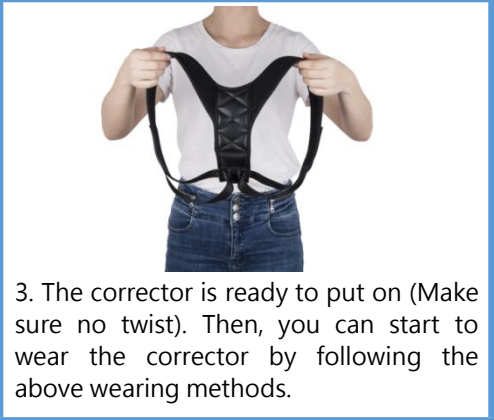 3. The corrector is ready to put on (Make
sure no twist). Then, you can start to
wear the corrector by following the
above wearing methods.